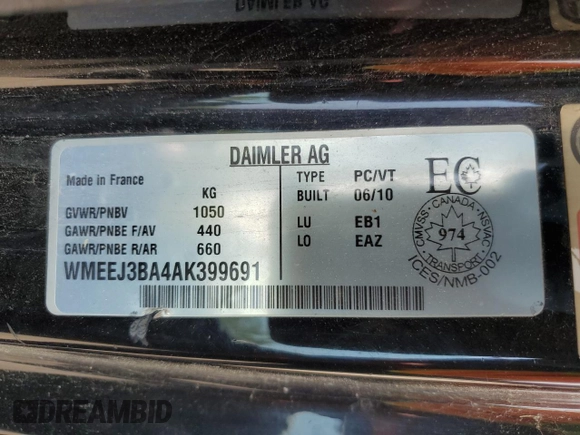 DAIMLER AG
Made in France
KG
GVWR/PNBV 1050
GAWR/PNBE F/AV 440
GAWR/PNBE R/AR 660
WMEEJ3BA4AK399691
TYPE PC/VT
BUILT 06/10
LU EB1
LO EAZ
EC
CMVSS · CANADA · NSVAC
974
TRANSPORT
ICES/NMB-002
DREAMBID